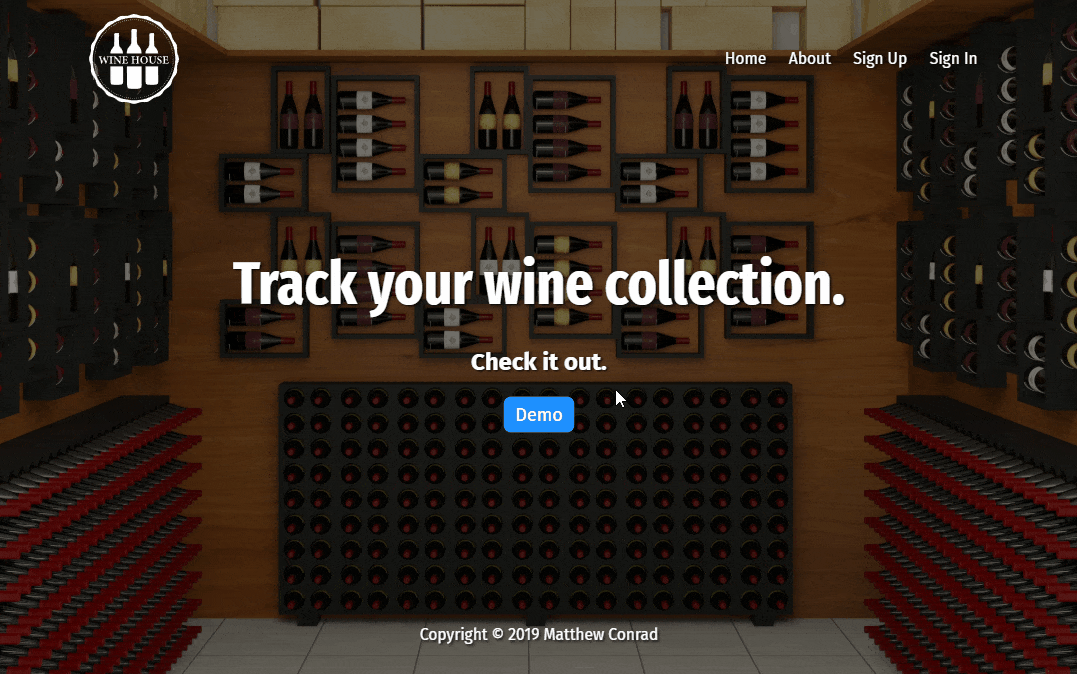 WINE HOUSE
Home About Sign Up Sign In
Track your wine collection.
Check it out.
Demo
Copyright © 2019 Matthew Conrad